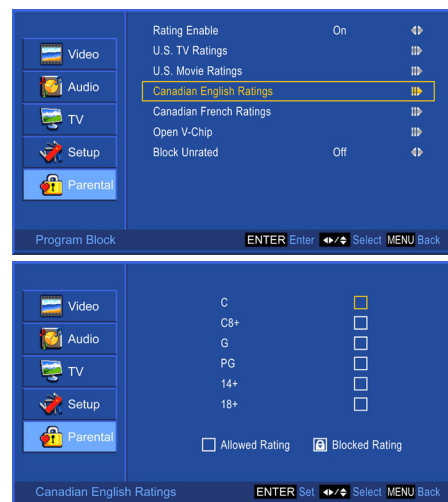 Rating Enable On
U.S. TV Ratings
Video
U.S. Movie Ratings
Audio
Canadian English Ratings
TV
Canadian French Ratings
Open V-Chip
Setup
Block Unrated Off
Parental
Program Block ENTER Enter Select MENU Back
Video
C
C8+
Audio
G
TV
PG
14+
Setup
18+
Parental
Allowed Rating Blocked Rating
Canadian English Ratings ENTER Set Select MENU Back